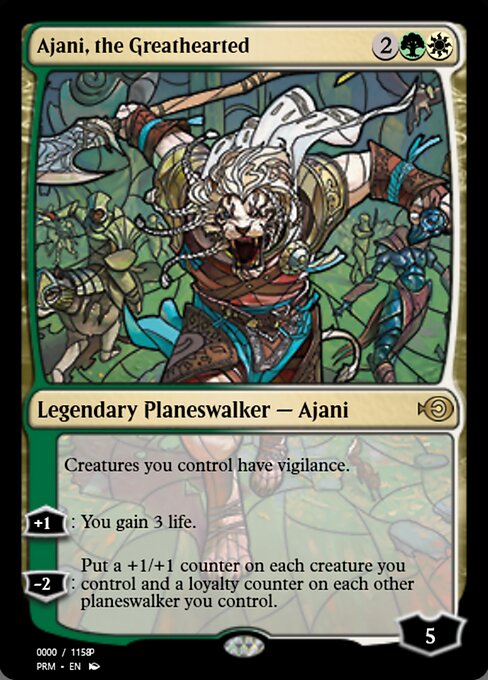 Ajani, the Greathearted 2
Legendary Planeswalker — Ajani
Creatures you control have vigilance.
+1: You gain 3 life.
Put a +1/+1 counter on each creature you
−2: control and a loyalty counter on each other
planeswalker you control.
5
0000 / 1158P
PRM • EN